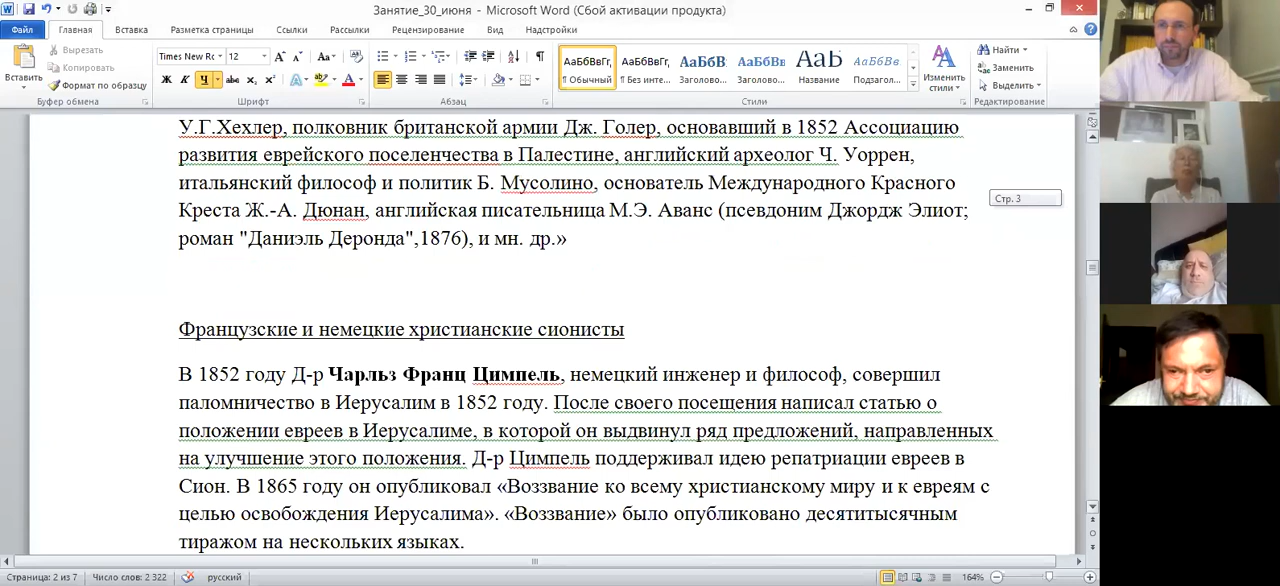 Занятие_30_июня - Microsoft Word (Сбой активации продукта)
Файл Главная Вставка Разметка страницы Ссылки Рассылки Рецензирование Вид Надстройки
Вставить
Вырезать
Копировать
Формат по образцу
Буфер обмена
Times New Ro 12
Ж К Ч abc x₂ x²
Шрифт
Абзац
АаБбВвГг, АаБбВвГг, АаБбВ АаБбВв АаБ АаБбВв
¶ Обычный ¶ Без инте... Заголово... Заголово... Название Подзагол...
Стили
Изменить стили
Найти
Заменить
Выделить
Редактирование
У.Г.Хехлер, полковник британской армии Дж. Голер, основавший в 1852 Ассоциацию
развития еврейского поселенчества в Палестине, английский археолог Ч. Уоррен,
итальянский философ и политик Б. Мусолино, основатель Международного Красного
Креста Ж.-А. Дюнан, английская писательница М.Э. Аванс (псевдоним Джордж Элиот;
роман "Даниэль Деронда",1876), и мн. др.»
Стр. 3
Французские и немецкие христианские сионисты
В 1852 году Д-р Чарльз Франц Цимпель, немецкий инженер и философ, совершил
паломничество в Иерусалим в 1852 году. После своего посещения написал статью о
положении евреев в Иерусалиме, в которой он выдвинул ряд предложений, направленных
на улучшение этого положения. Д-р Цимпель поддерживал идею репатриации евреев в
Сион. В 1865 году он опубликовал «Воззвание ко всему христианскому миру и к евреям с
целью освобождения Иерусалима». «Воззвание» было опубликовано десятитысячным
тиражом на нескольких языках.
Страница: 2 из 7 Число слов: 2 322 русский 164%